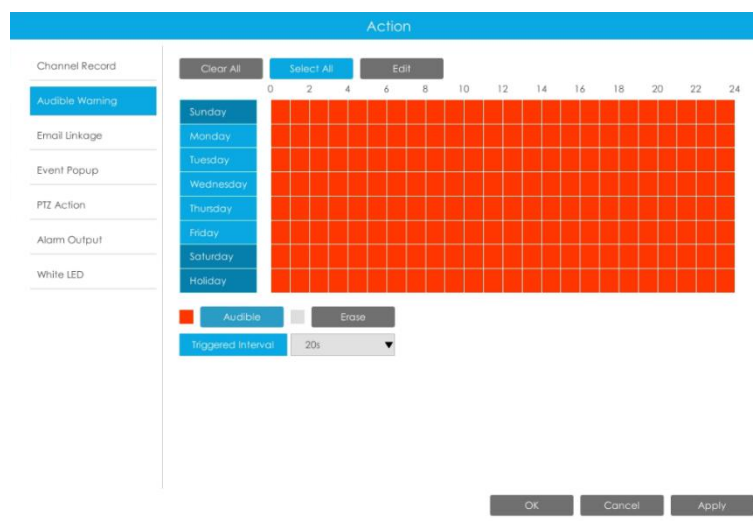 Action
Channel Record
Audible Warning
Email Linkage
Event Popup
PTZ Action
Alarm Output
White LED
Clear All Select All Edit
0 2 4 6 8 10 12 14 16 18 20 22 24
Sunday
Monday
Tuesday
Wednesday
Thursday
Friday
Saturday
Holiday
Audible Erase
Triggered Interval 20s
OK Cancel Apply